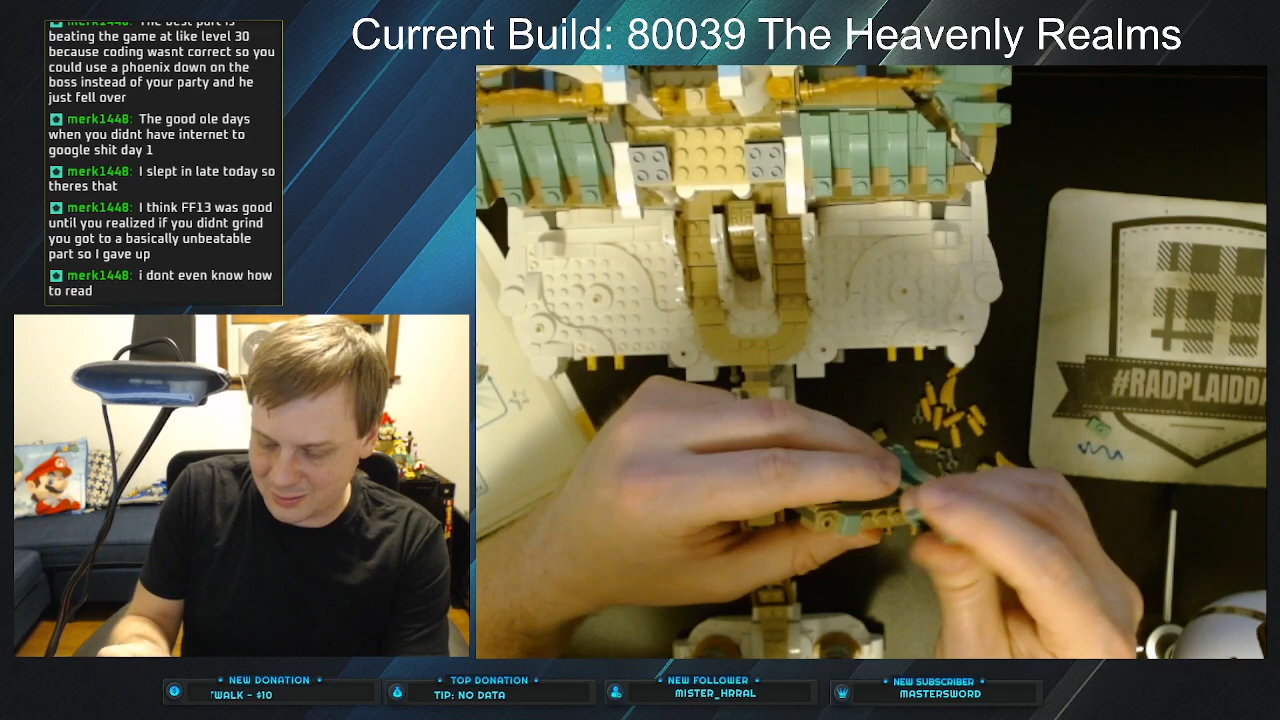 Current Build: 80039 The Heavenly Realms
merk1448: The best part is
beating the game at like level 30
because coding wasnt correct so you
could use a phoenix down on the
boss instead of your party and he
just fell over
merk1448: The good ole days
when you didnt have internet to
google shit day 1
merk1448: I slept in late today so
theres that
merk1448: I think FF13 was good
until you realized if you didnt grind
you got to a basically unbeatable
part so I gave up
merk1448: i dont even know how
to read
#RADPLAIDDA
NEW DONATION
WALK - $10
TOP DONATION
TIP: NO DATA
NEW FOLLOWER
MISTER_HRRAL
NEW SUBSCRIBER
MASTERSWORD